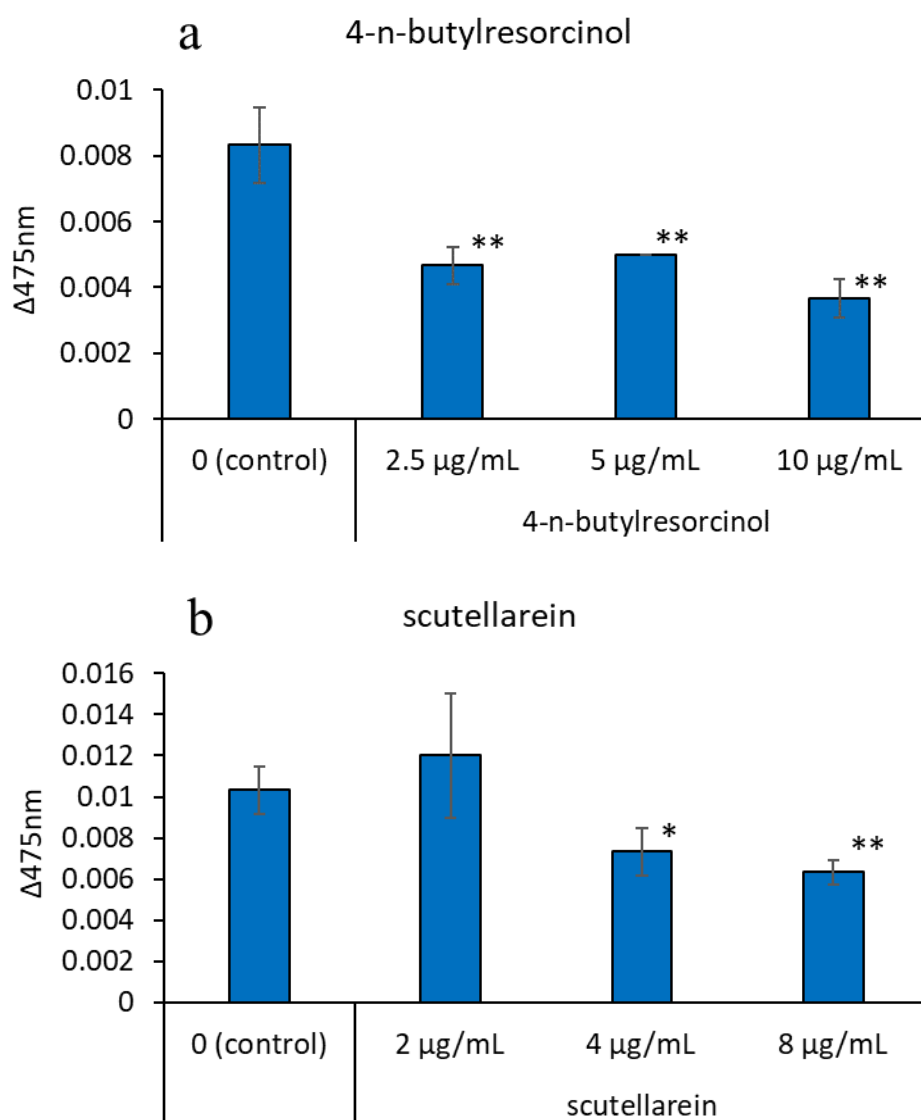 a 4-n-butylresorcinol
0.01
0.008
0.006
0.004
0.002
0
Δ475nm
**
**
**
0 (control) 2.5 µg/mL 5 µg/mL 10 µg/mL
4-n-butylresorcinol
b scutellarein
0.016
0.014
0.012
0.01
0.008
0.006
0.004
0.002
0
Δ475nm
*
**
0 (control) 2 µg/mL 4 µg/mL 8 µg/mL
scutellarein